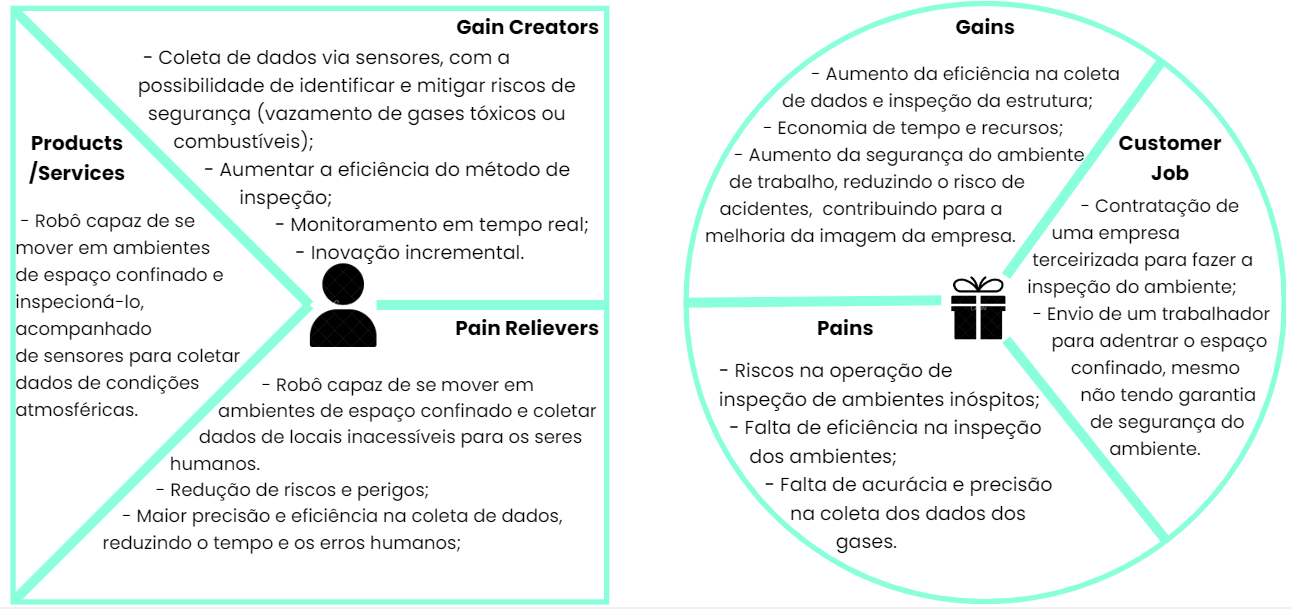 Gain Creators
- Coleta de dados via sensores, com a
possibilidade de identificar e mitigar riscos de
segurança (vazamento de gases tóxicos ou
combustíveis);
- Aumentar a eficiência do método de
inspeção;
- Monitoramento em tempo real;
- Inovação incremental.
Products
/Services
- Robô capaz de se
mover em ambientes
de espaço confinado e
inspecioná-lo,
acompanhado
de sensores para coletar
dados de condições
atmosféricas.
Pain Relievers
- Robô capaz de se mover em
ambientes de espaço confinado e coletar
dados de locais inacessíveis para os seres
humanos.
- Redução de riscos e perigos;
- Maior precisão e eficiência na coleta de dados,
reduzindo o tempo e os erros humanos;
Gains
- Aumento da eficiência na coleta
de dados e inspeção da estrutura;
- Economia de tempo e recursos;
- Aumento da segurança do ambiente
de trabalho, reduzindo o risco de
acidentes, contribuindo para a
melhoria da imagem da empresa.
Customer
Job
- Contratação de
uma empresa
terceirizada para fazer a
inspeção do ambiente;
- Envio de um trabalhador
para adentrar o espaço
confinado, mesmo
não tendo garantia
de segurança do
ambiente.
Pains
- Riscos na operação de
inspeção de ambientes inóspitos;
- Falta de eficiência na inspeção
dos ambientes;
- Falta de acurácia e precisão
na coleta dos dados dos
gases.